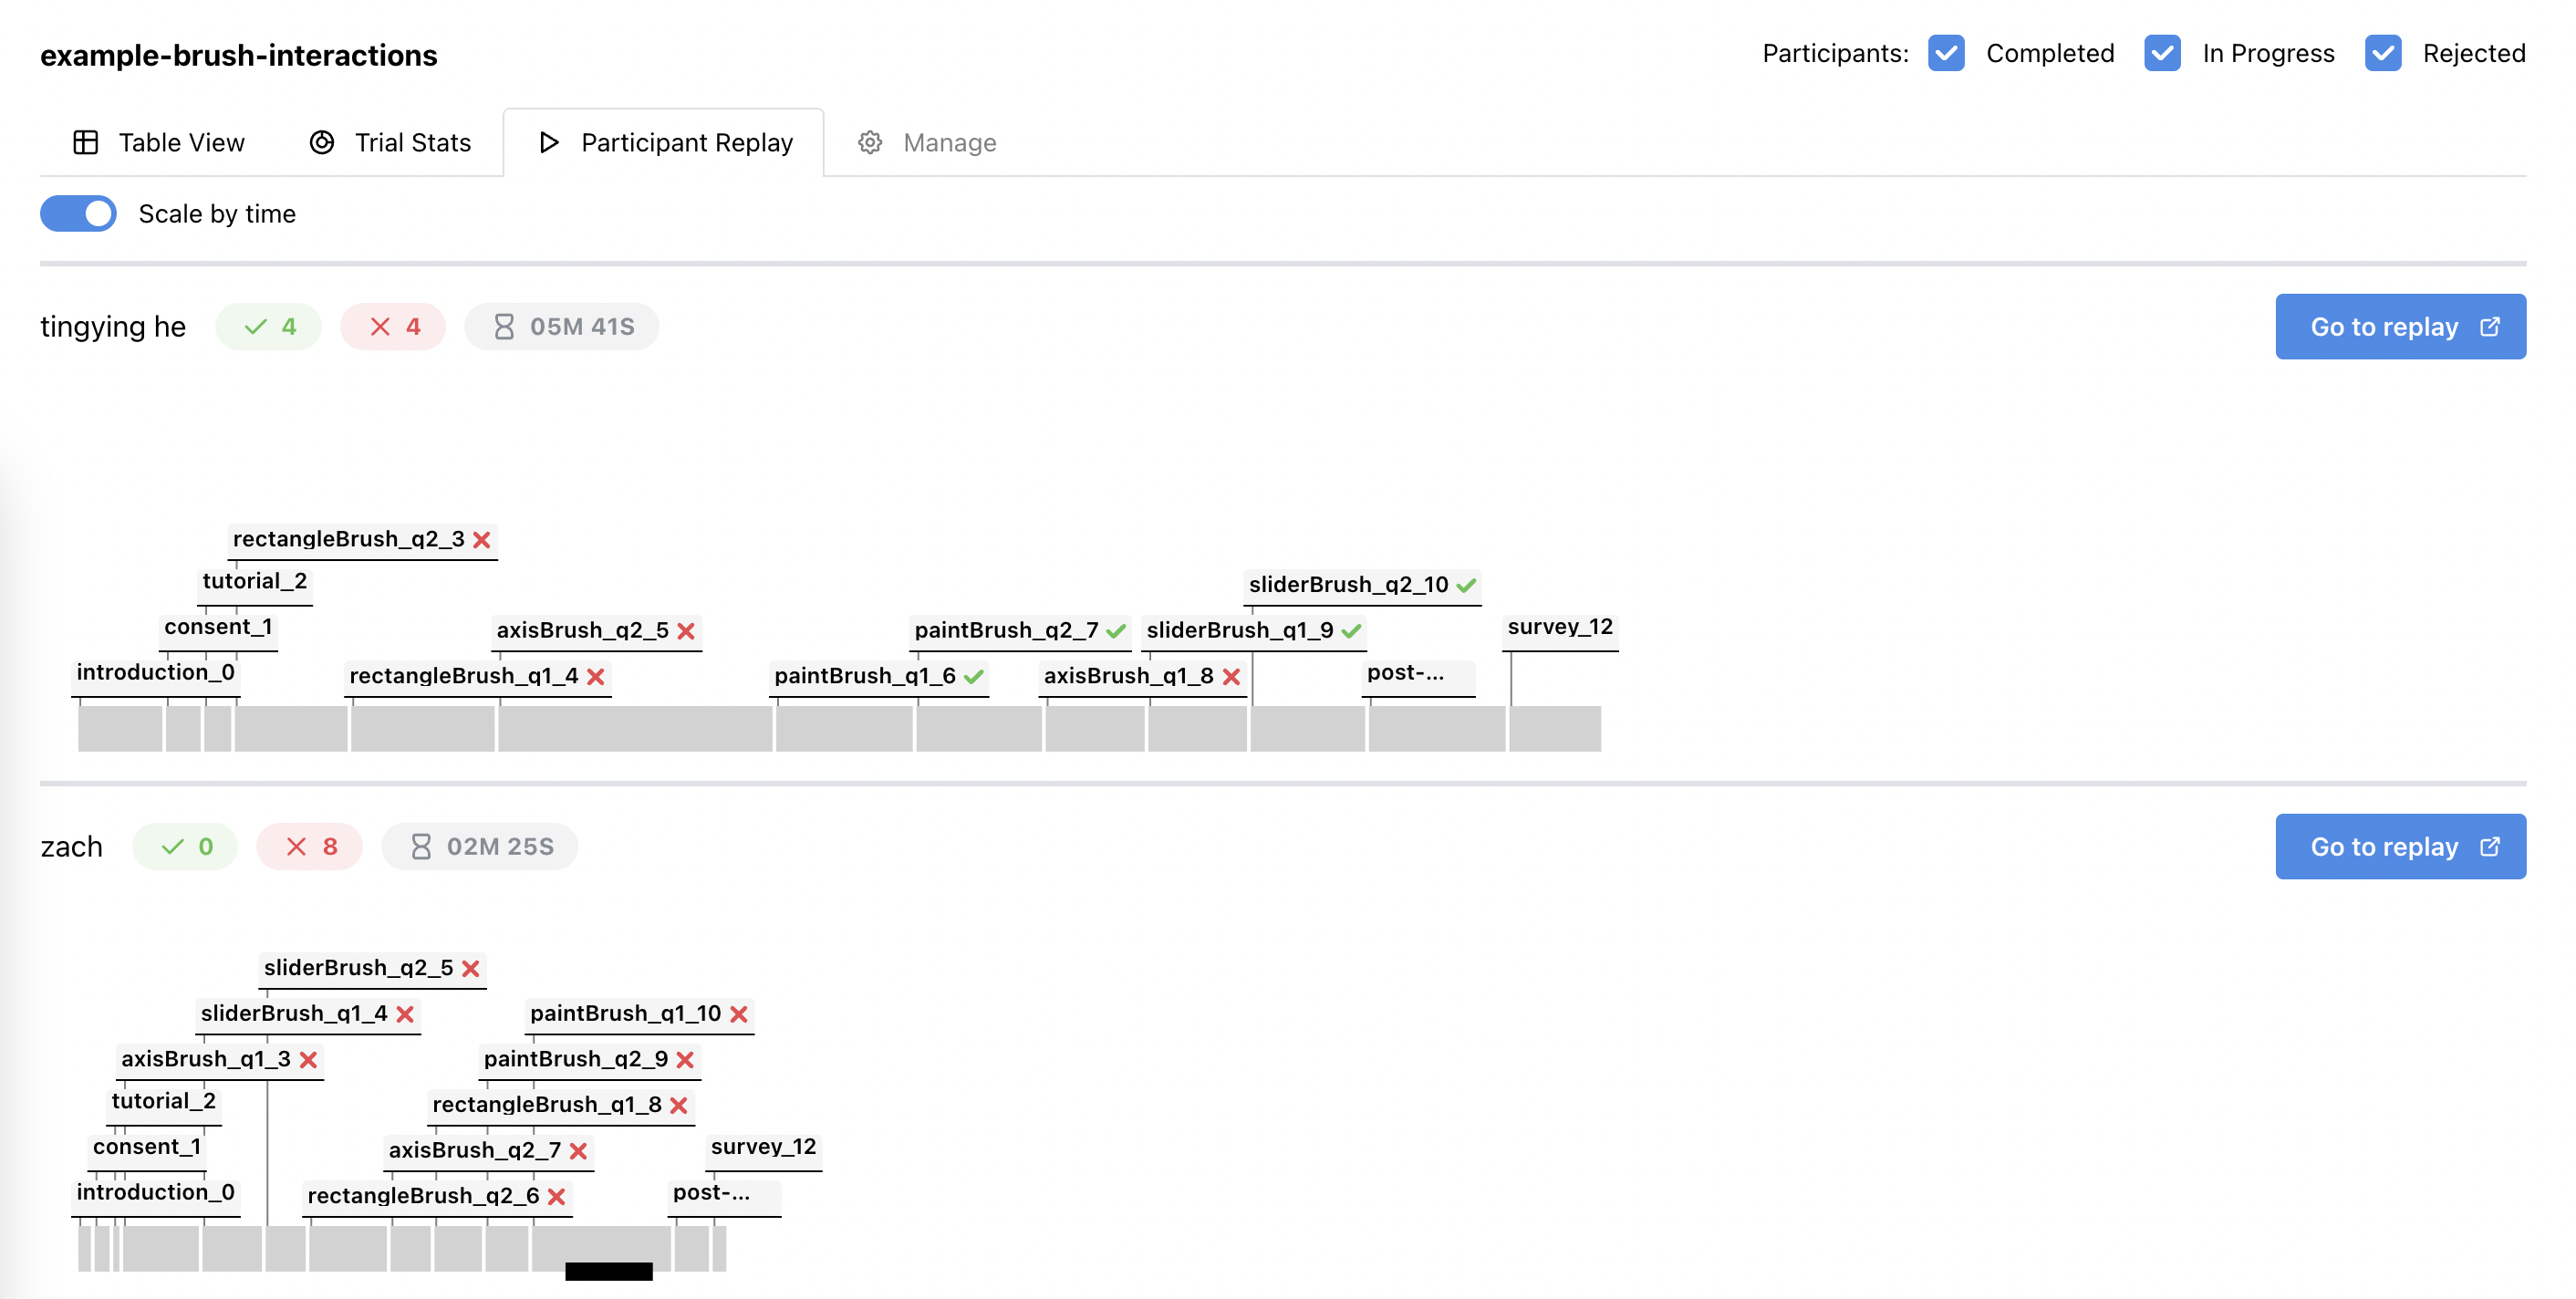 example-brush-interactions
Participants: Completed In Progress Rejected
Table View Trial Stats Participant Replay Manage
Scale by time
tingying he 4 4 05M 41S Go to replay
rectangleBrush_q2_3
tutorial_2 sliderBrush_q2_10
consent_1 axisBrush_q2_5 paintBrush_q2_7 sliderBrush_q1_9 survey_12
introduction_0 rectangleBrush_q1_4 paintBrush_q1_6 axisBrush_q1_8 post-...
zach 0 8 02M 25S Go to replay
sliderBrush_q2_5
sliderBrush_q1_4 paintBrush_q1_10
axisBrush_q1_3 paintBrush_q2_9
tutorial_2 rectangleBrush_q1_8
consent_1 axisBrush_q2_7 survey_12
introduction_0 rectangleBrush_q2_6 post-...